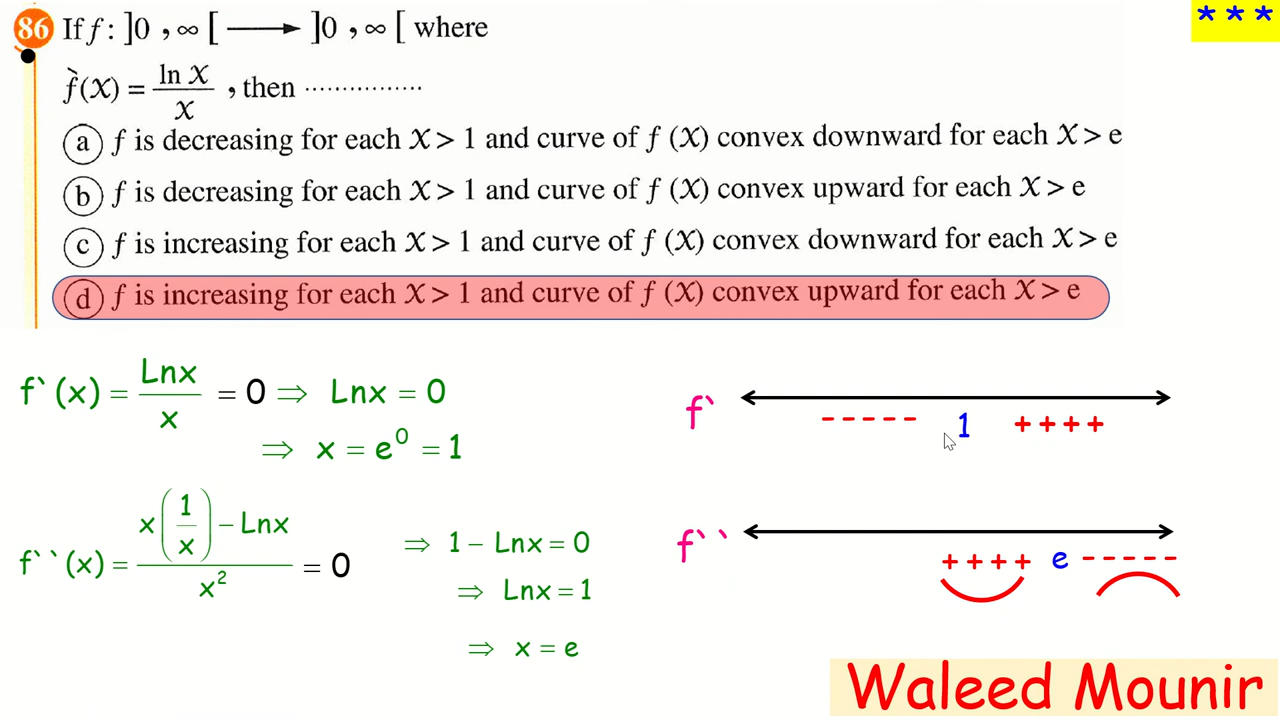 * * *
86 If f : ]0 , ∞ [ ⟶ ]0 , ∞ [ where
f̀(X) = ln X / X , then ................
a f is decreasing for each X > 1 and curve of f (X) convex downward for each X > e
b f is decreasing for each X > 1 and curve of f (X) convex upward for each X > e
c f is increasing for each X > 1 and curve of f (X) convex downward for each X > e
d f is increasing for each X > 1 and curve of f (X) convex upward for each X > e
f`(x) = Lnx / x = 0 ⇒ Lnx = 0
⇒ x = e^0 = 1
f``(x) = (x(1/x) − Lnx) / x^2 = 0
⇒ 1 − Lnx = 0
⇒ Lnx = 1
⇒ x = e
f`
- - - - - 1 + + + +
f``
+ + + + e - - - - -
Waleed Mounir